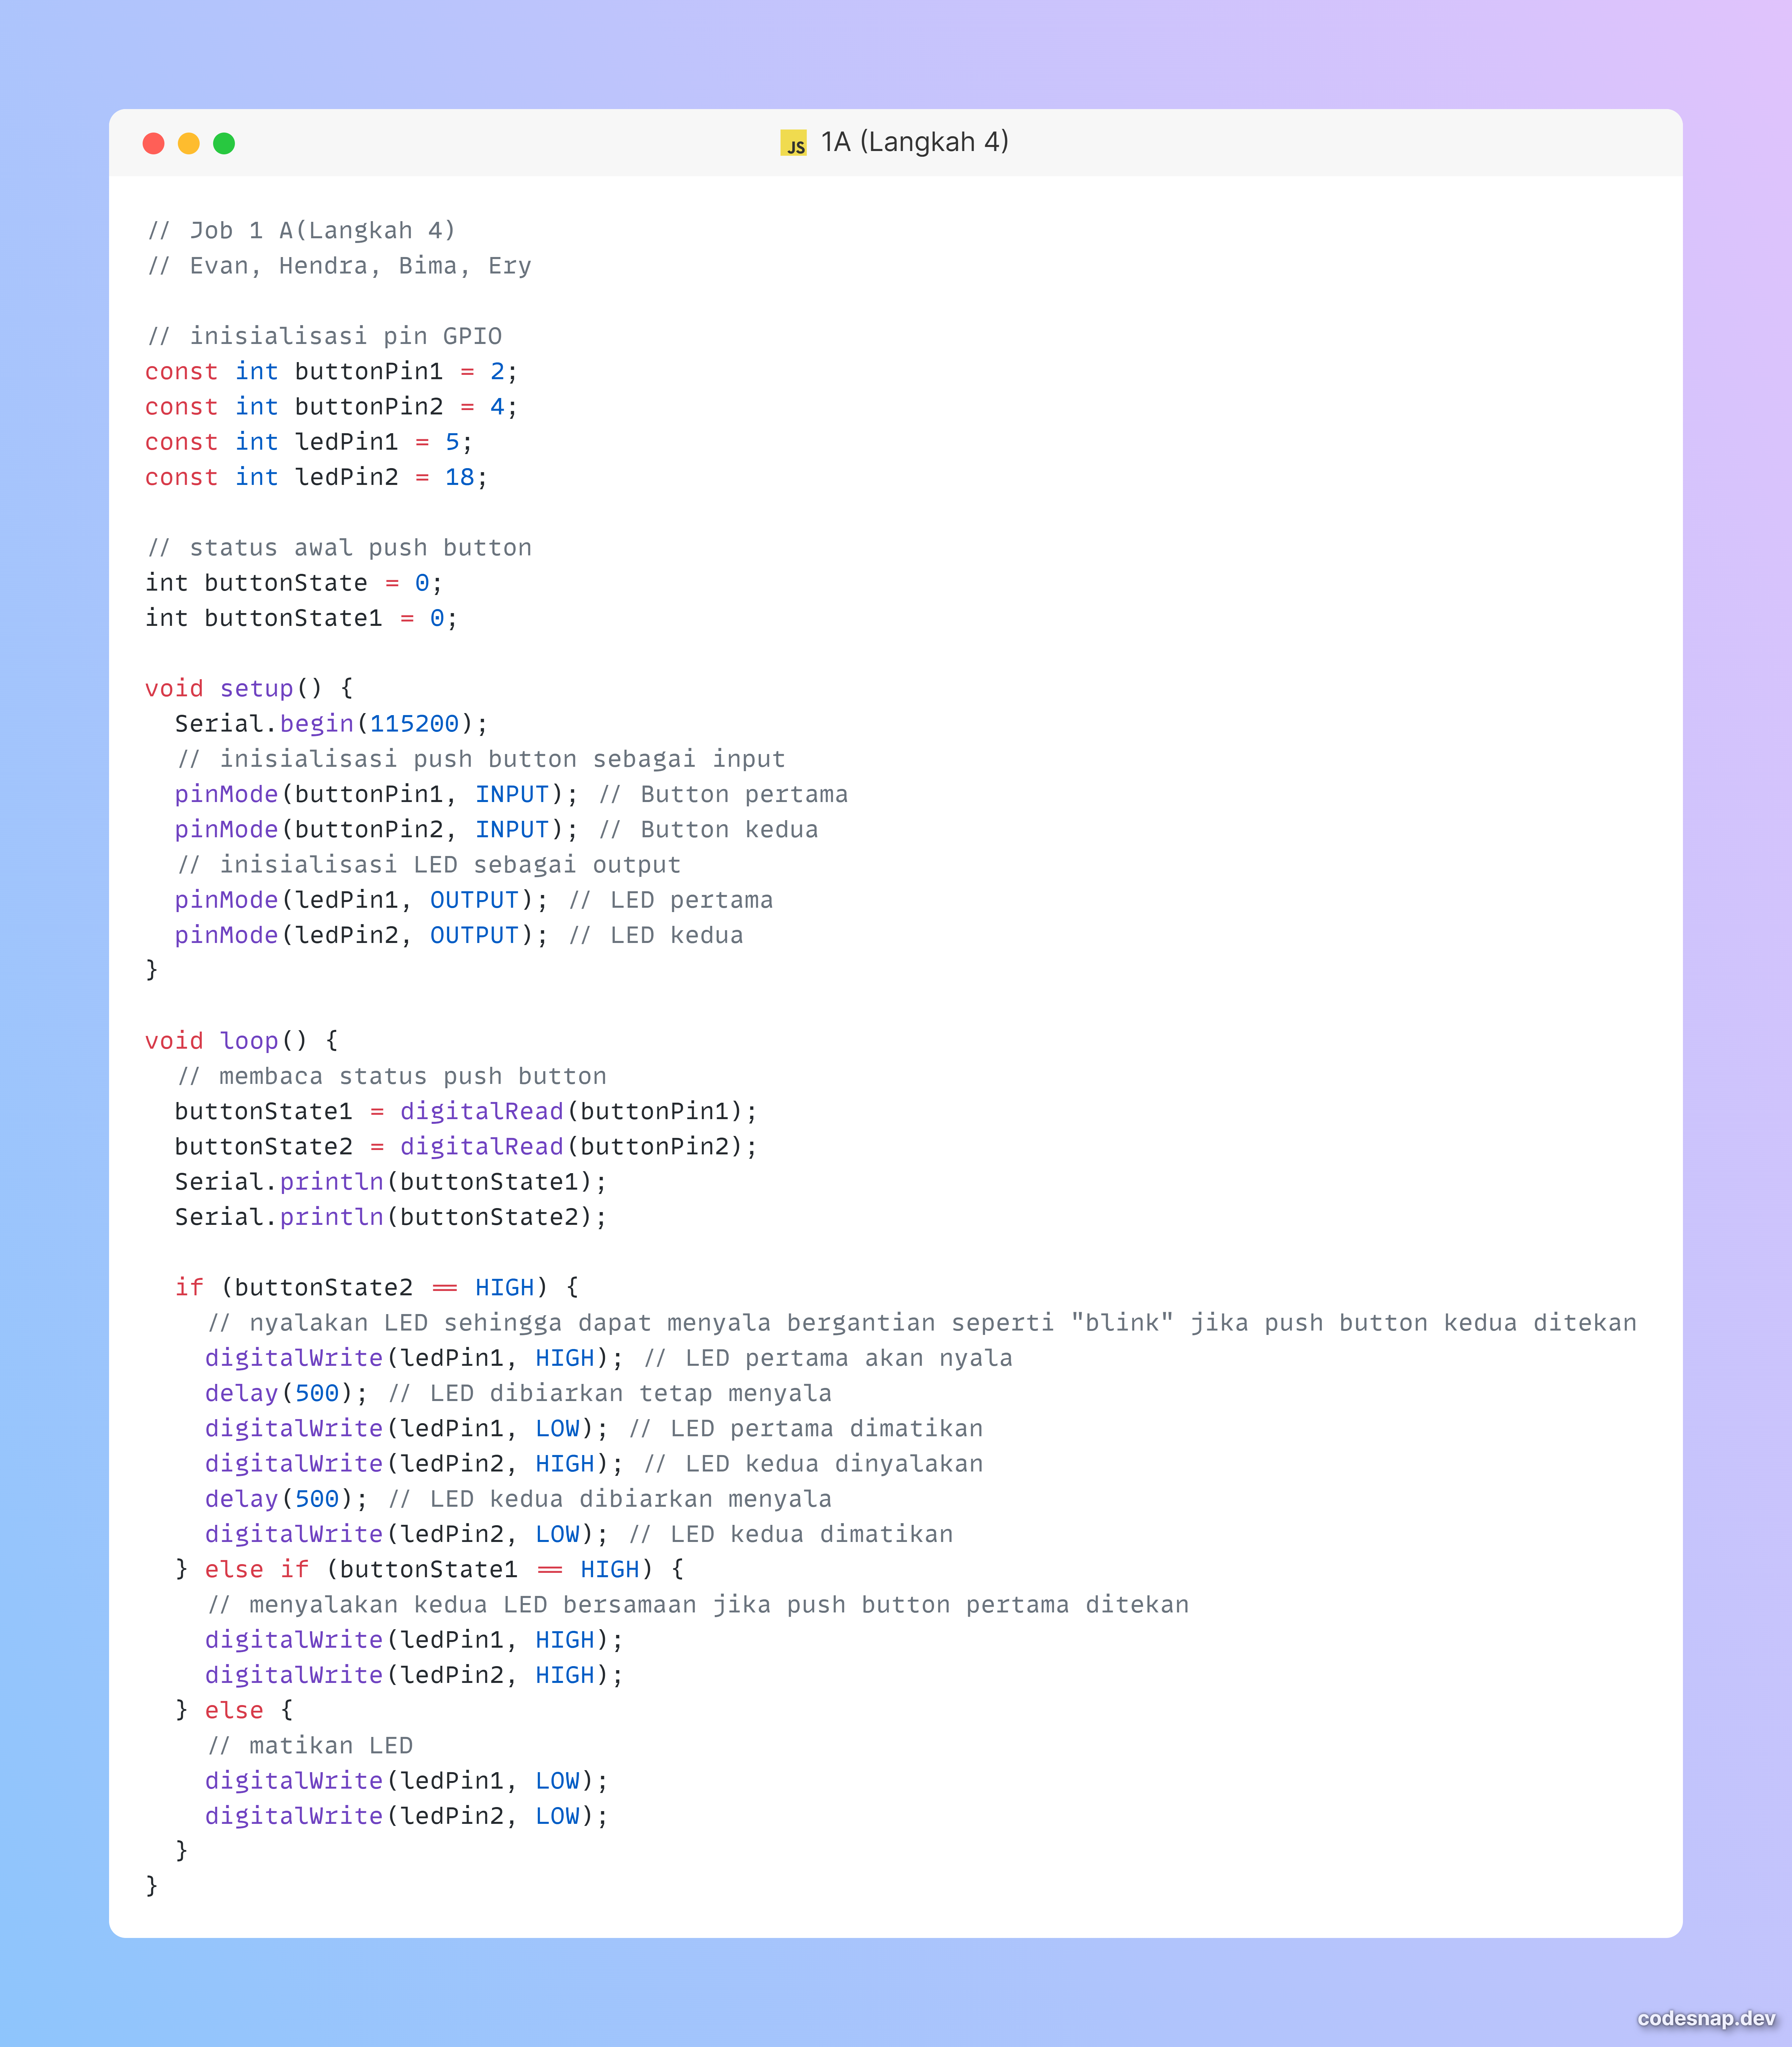 JS 1A (Langkah 4)
// Job 1 A(Langkah 4)
// Evan, Hendra, Bima, Ery

// inisialisasi pin GPIO
const int buttonPin1 = 2;
const int buttonPin2 = 4;
const int ledPin1 = 5;
const int ledPin2 = 18;

// status awal push button
int buttonState = 0;
int buttonState1 = 0;

void setup() {
  Serial.begin(115200);
  // inisialisasi push button sebagai input
  pinMode(buttonPin1, INPUT); // Button pertama
  pinMode(buttonPin2, INPUT); // Button kedua
  // inisialisasi LED sebagai output
  pinMode(ledPin1, OUTPUT); // LED pertama
  pinMode(ledPin2, OUTPUT); // LED kedua
}

void loop() {
  // membaca status push button
  buttonState1 = digitalRead(buttonPin1);
  buttonState2 = digitalRead(buttonPin2);
  Serial.println(buttonState1);
  Serial.println(buttonState2);

  if (buttonState2 == HIGH) {
    // nyalakan LED sehingga dapat menyala bergantian seperti "blink" jika push button kedua ditekan
    digitalWrite(ledPin1, HIGH); // LED pertama akan nyala
    delay(500); // LED dibiarkan tetap menyala
    digitalWrite(ledPin1, LOW); // LED pertama dimatikan
    digitalWrite(ledPin2, HIGH); // LED kedua dinyalakan
    delay(500); // LED kedua dibiarkan menyala
    digitalWrite(ledPin2, LOW); // LED kedua dimatikan
  } else if (buttonState1 == HIGH) {
    // menyalakan kedua LED bersamaan jika push button pertama ditekan
    digitalWrite(ledPin1, HIGH);
    digitalWrite(ledPin2, HIGH);
  } else {
    // matikan LED
    digitalWrite(ledPin1, LOW);
    digitalWrite(ledPin2, LOW);
  }
}
codesnap.dev